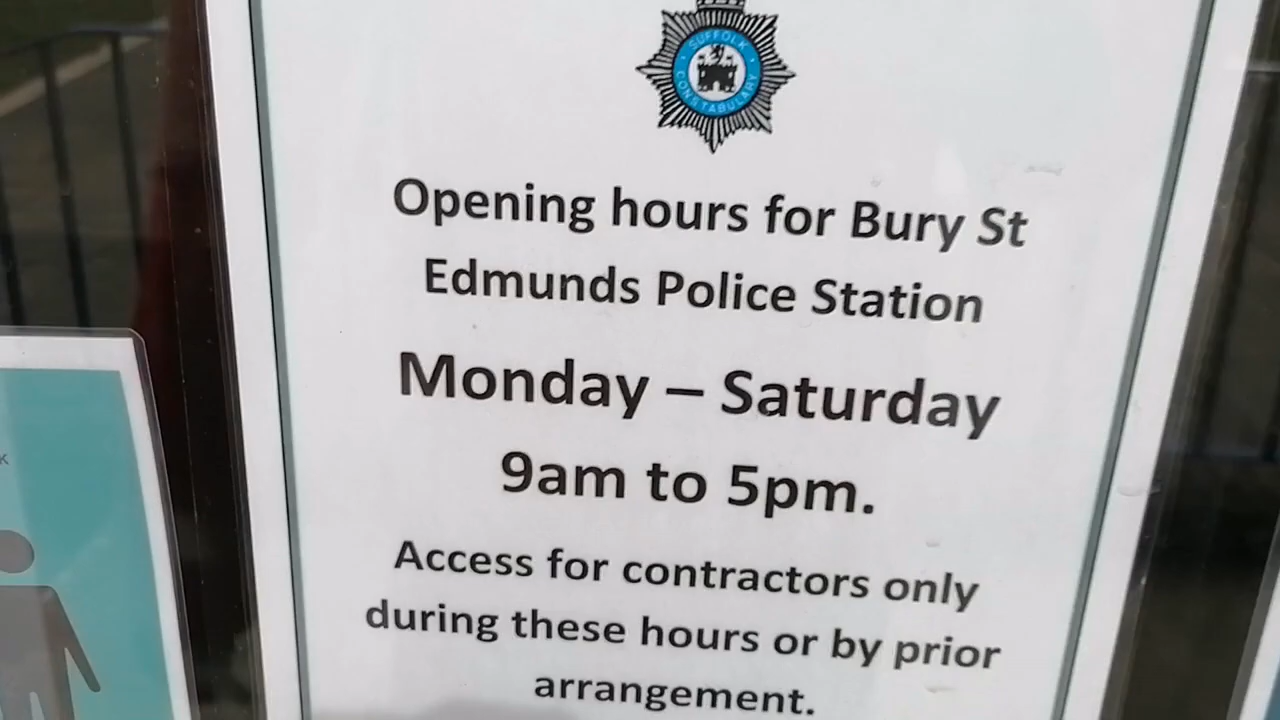 SUFFOLK
CONSTABULARY
Opening hours for Bury St
Edmunds Police Station
Monday – Saturday
9am to 5pm.
Access for contractors only
during these hours or by prior
arrangement.